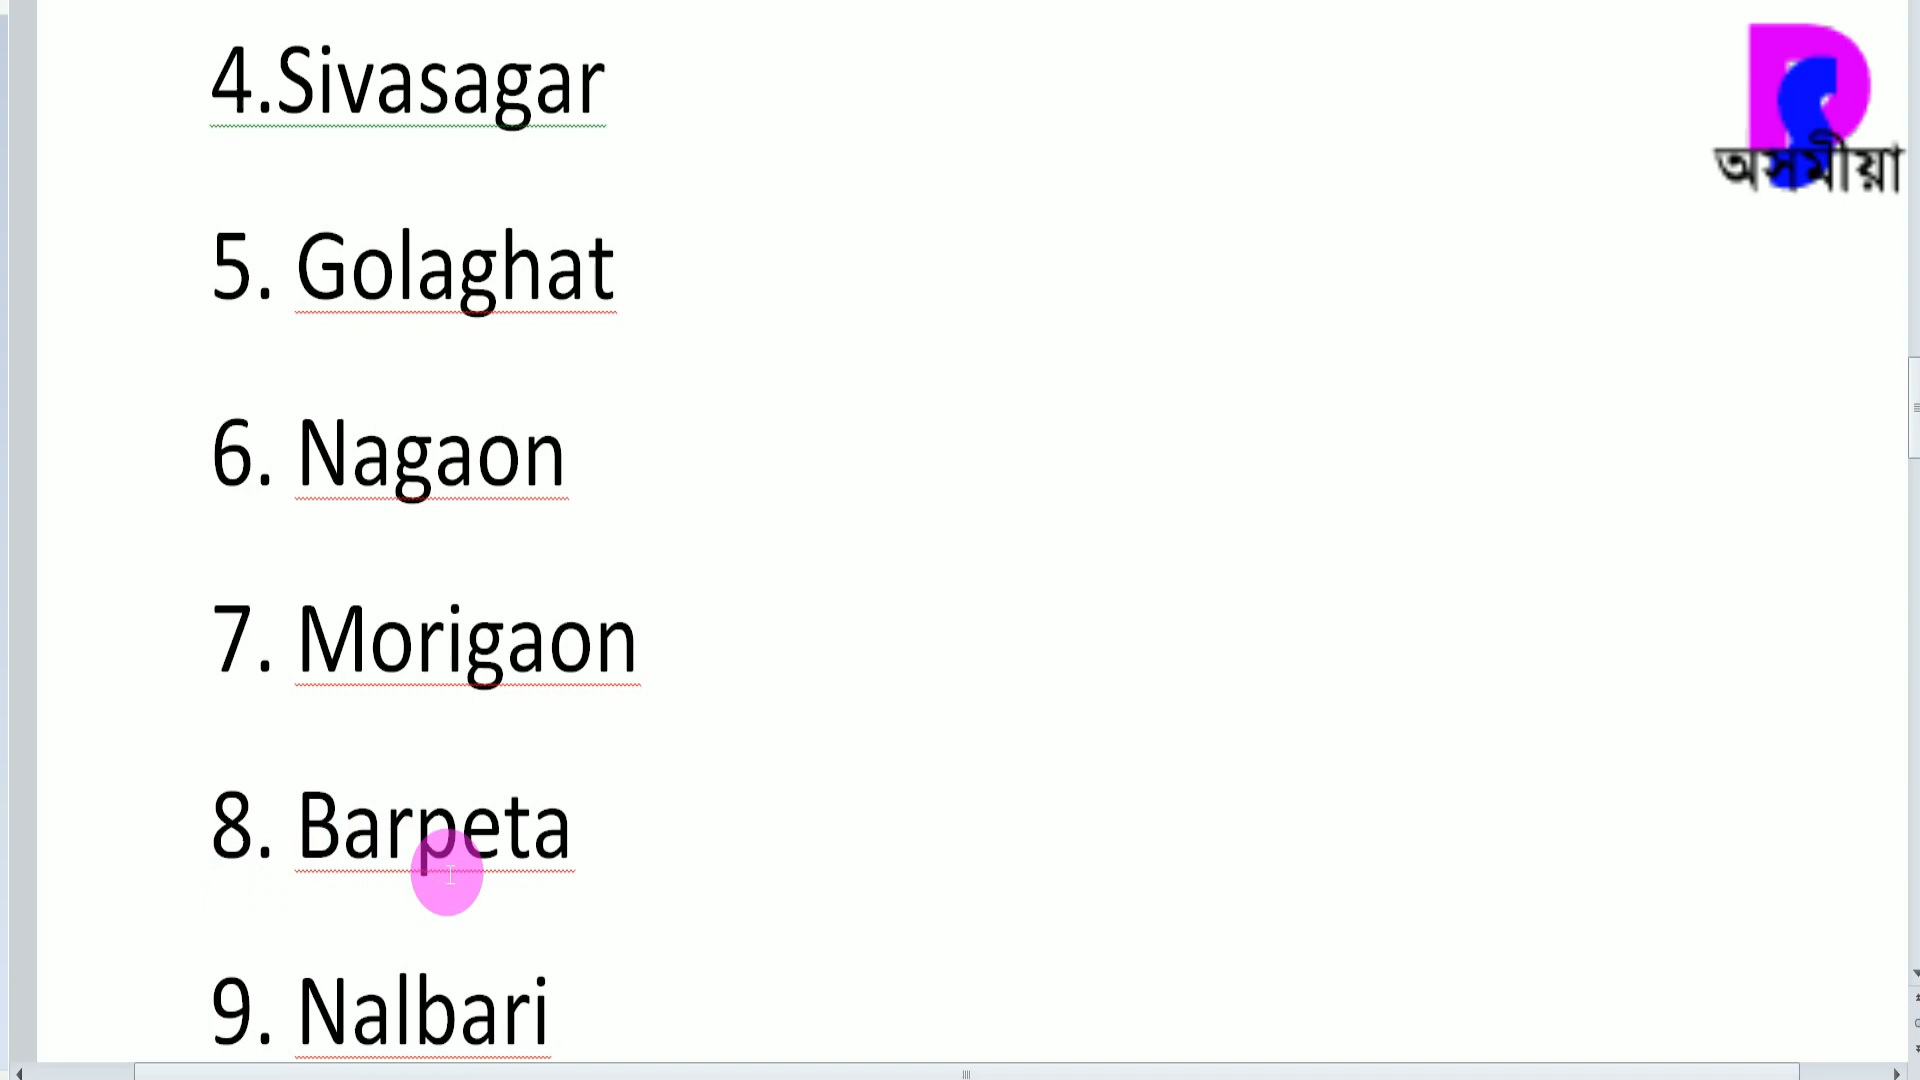 4.Sivasagar
অসমীয়া
5. Golaghat
6. Nagaon
7. Morigaon
8. Barpeta
9. Nalbari